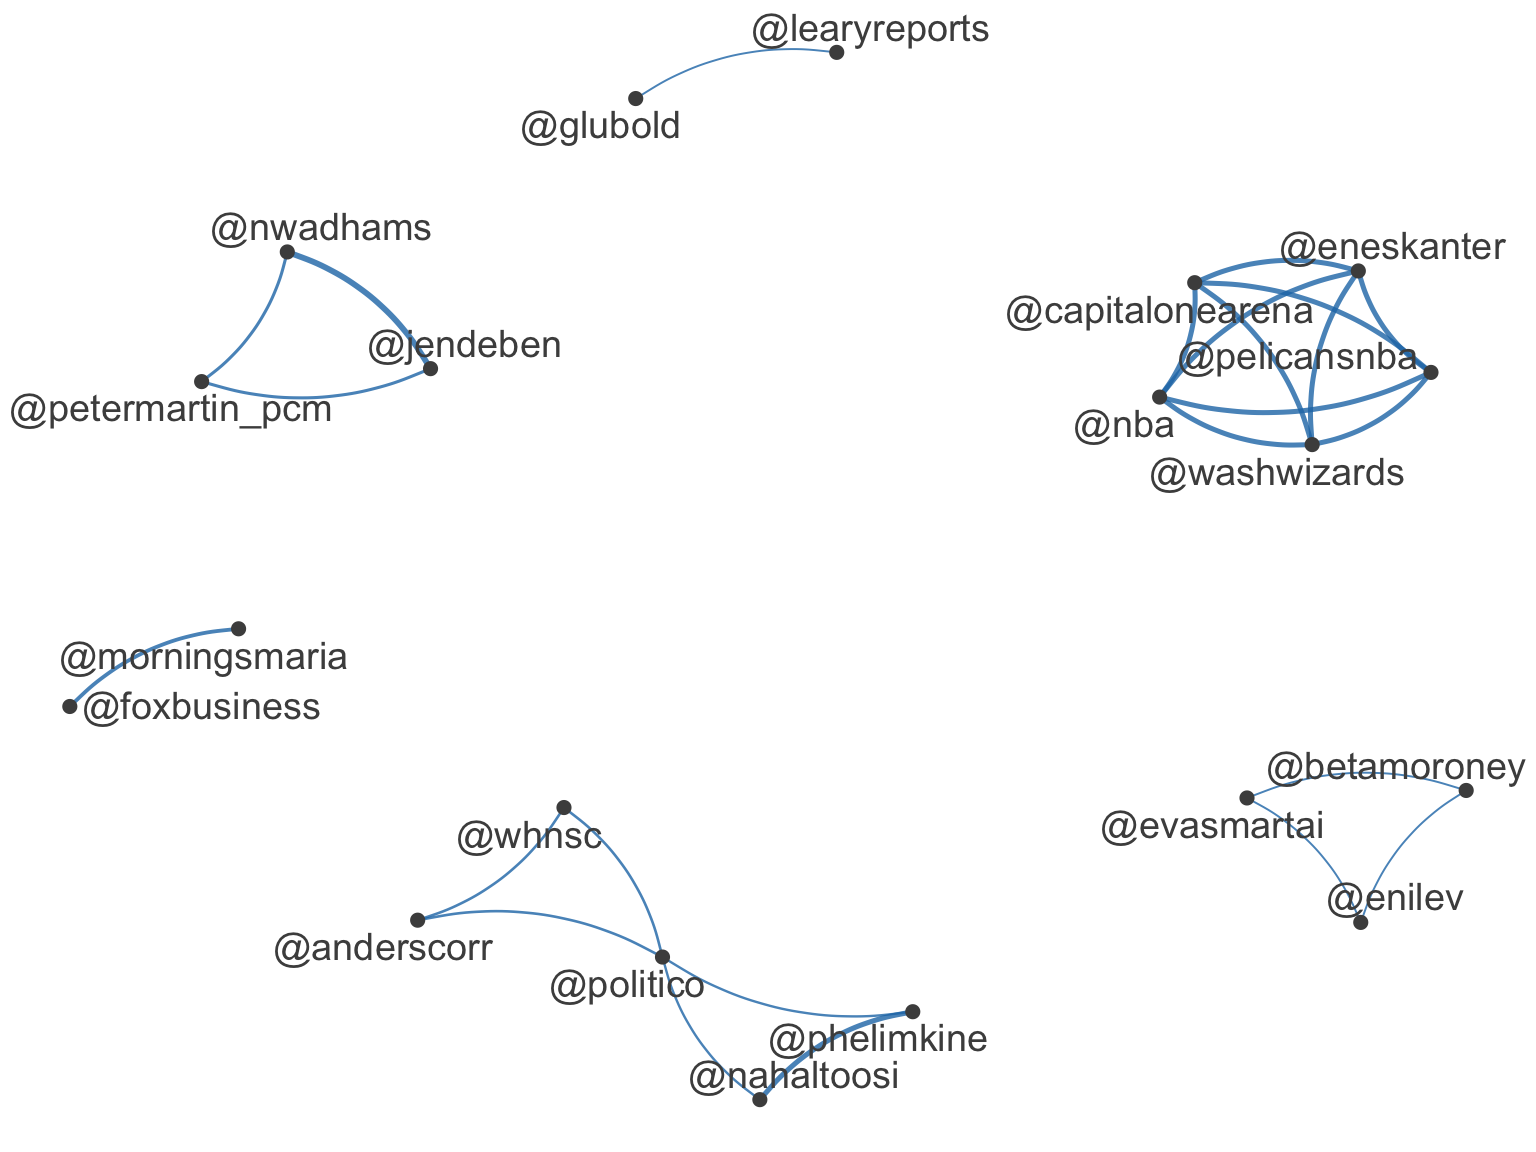 @learyreports
@glubold
@nwadhams
@eneskanter
@capitalonearena
@jendeben
@pelicansnba
@petermartin_pcm
@nba
@washwizards
@morningsmaria
@foxbusiness
@betamoroney
@evasmartai
@whnsc
@enilev
@anderscorr
@politico
@phelimkine
@nahaltoosi